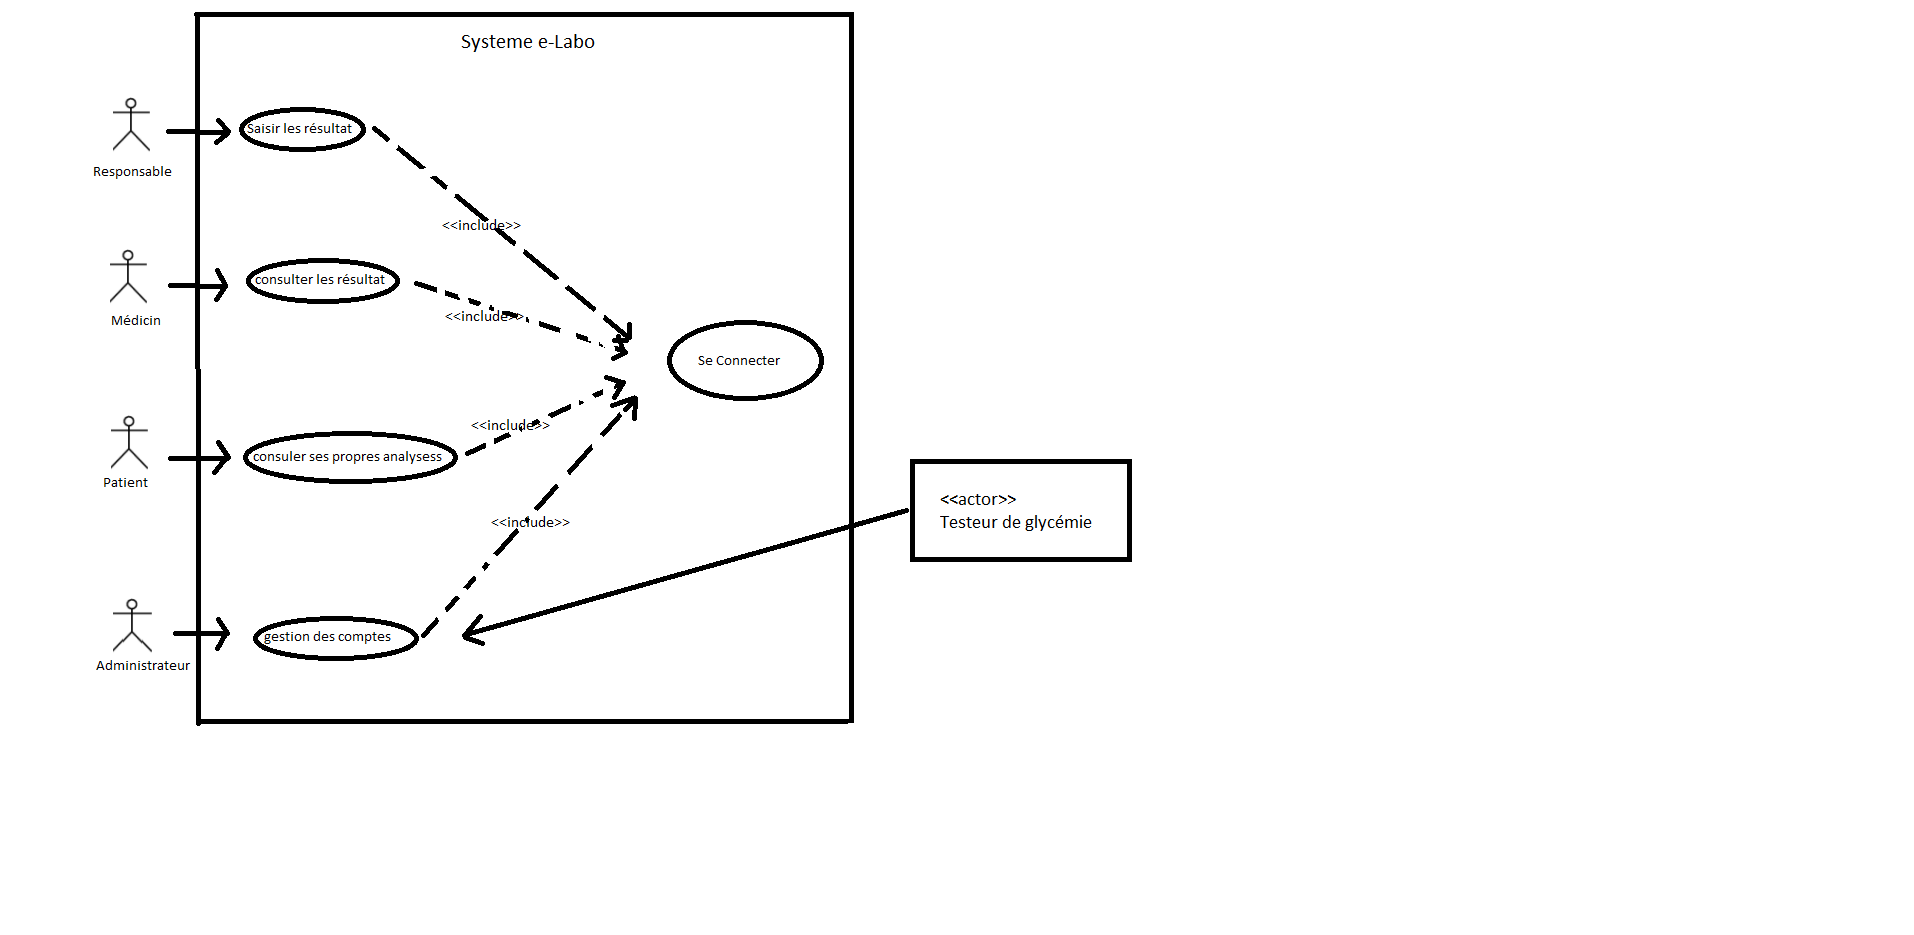 Systeme e-Labo
Saisir les résultat
Responsable
<<include>>
consulter les résultat
Médicin
<<include>>
Se Connecter
<<include>>
consuler ses propres analysess
Patient
<<actor>>
Testeur de glycémie
<<include>>
gestion des comptes
Administrateur